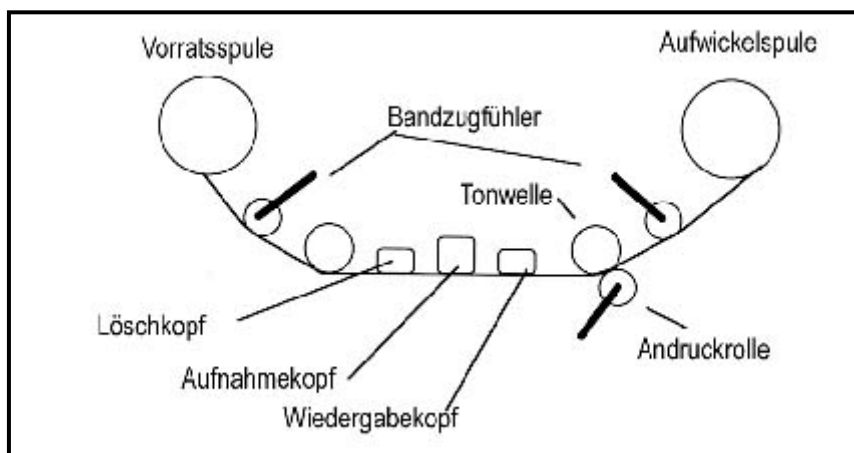 Vorratsspule
Aufwickelspule
Bandzugfühler
Tonwelle
Löschkopf
Andruckrolle
Aufnahmekopf
Wiedergabekopf